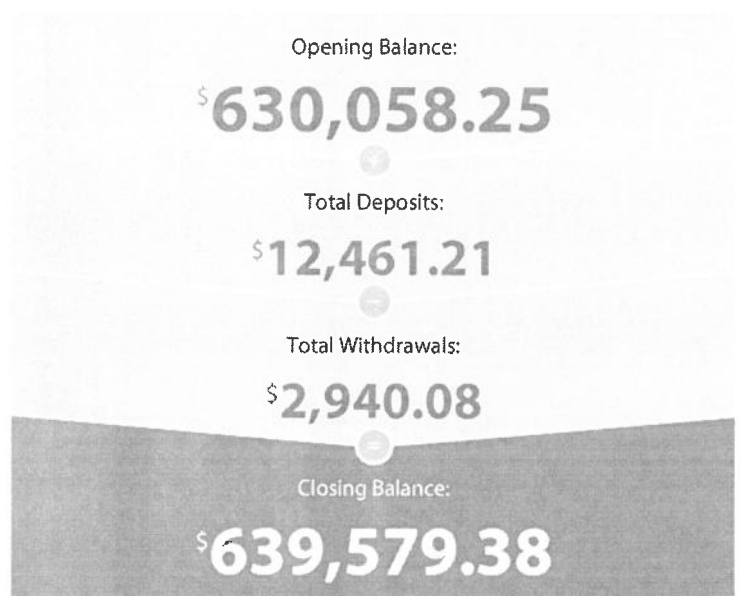 Opening Balance:
$630,058.25
+
Total Deposits:
$12,461.21
-
Total Withdrawals:
$2,940.08
=
Closing Balance:
$639,579.38